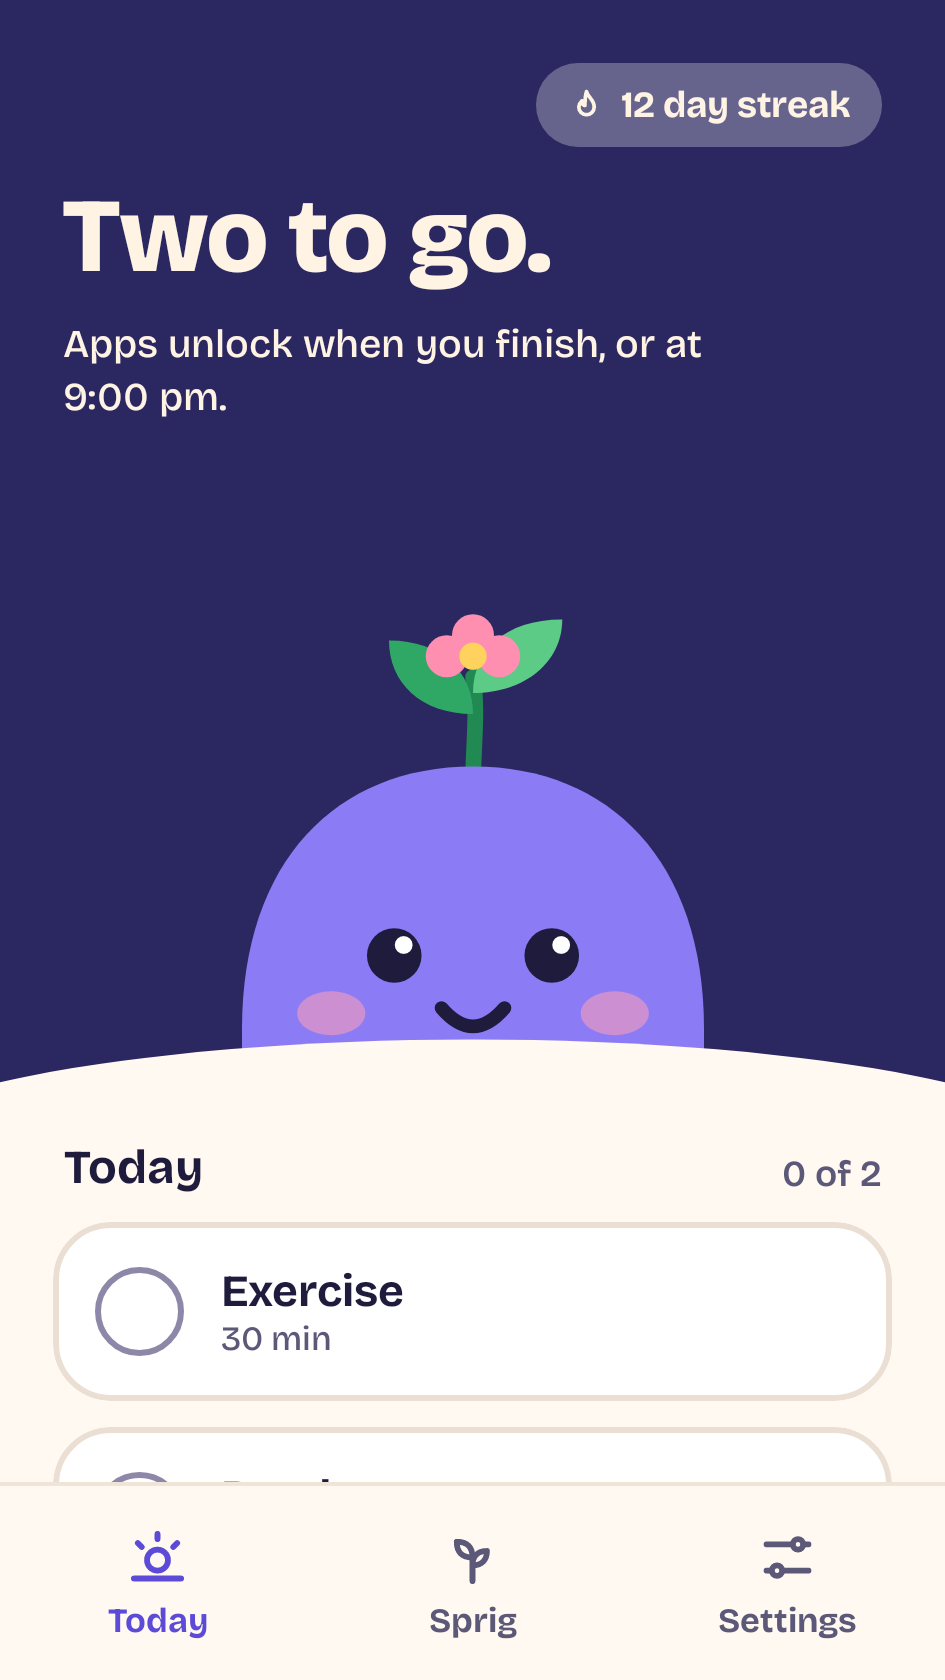 12 day streak
Two to go.
Apps unlock when you finish, or at
9:00 pm.
Today
0 of 2
Exercise
30 min
Today
Sprig
Settings